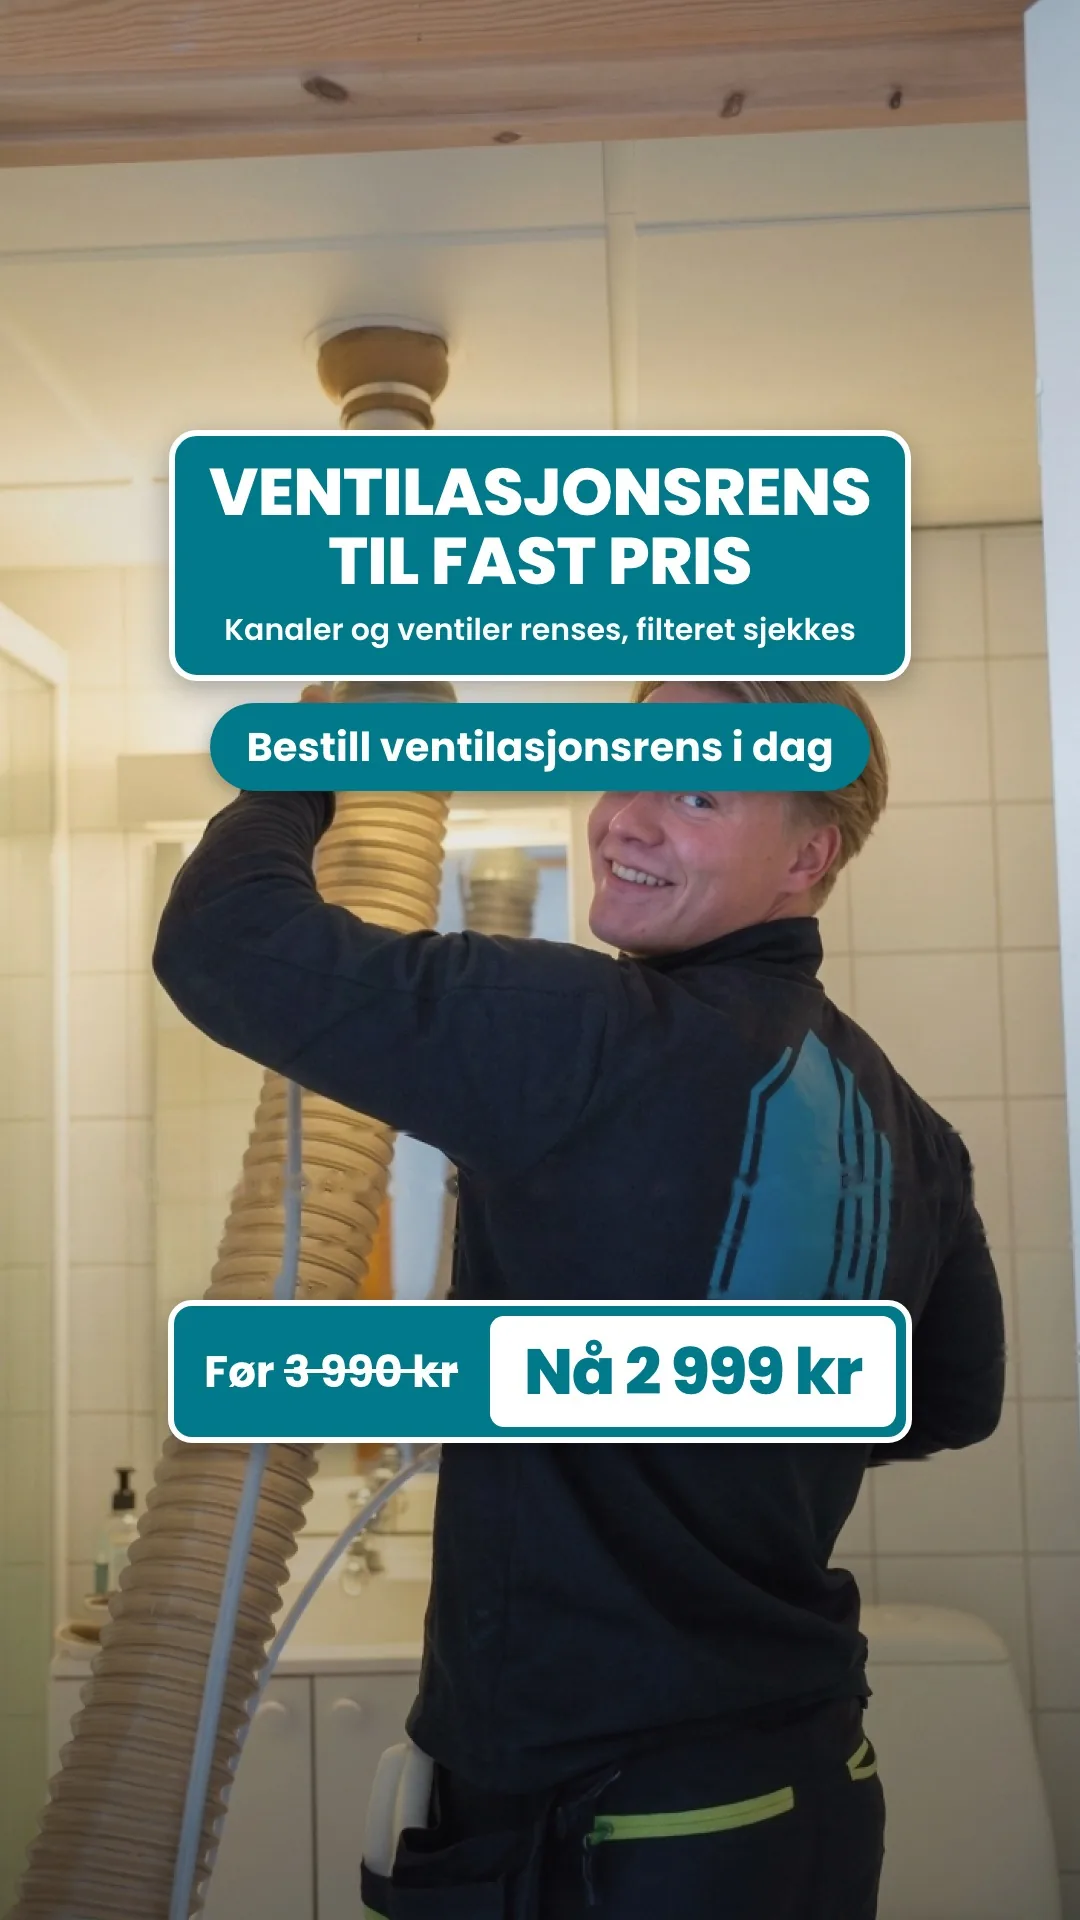 VENTILASJONSRENS
TIL FAST PRIS
Kanaler og ventiler renses, filteret sjekkes
Bestill ventilasjonsrens i dag
Før 3 990 kr
Nå 2 999 kr